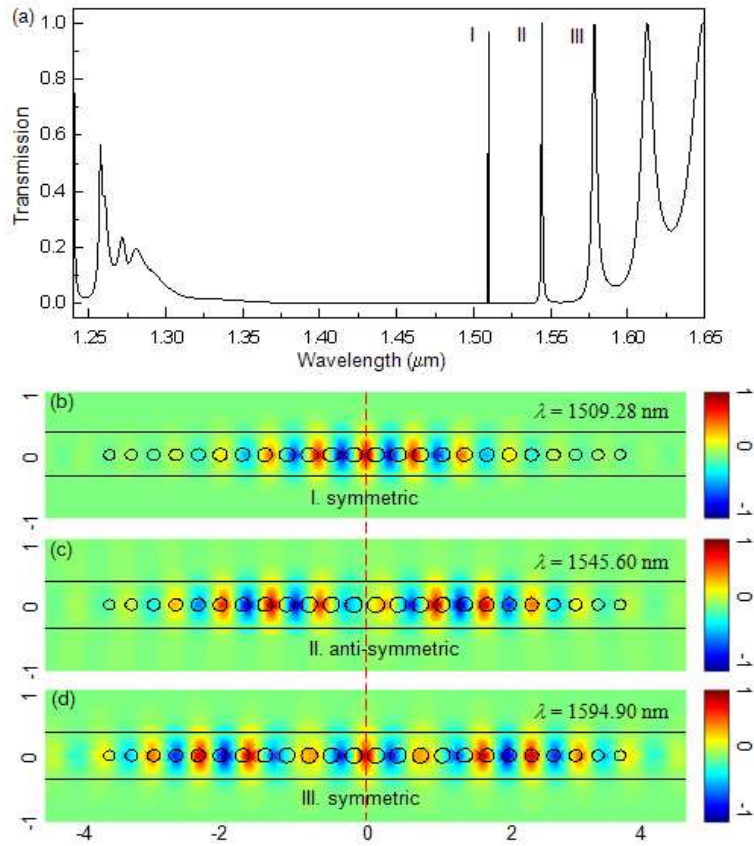 (a)
1.0
0.8
0.6
0.4
0.2
0.0
Transmission
I
II
III
1.25 1.30 1.35 1.40 1.45 1.50 1.55 1.60 1.65
Wavelength (μm)
(b)
λ = 1509.28 nm
I. symmetric
1
0
-1
1
0
-1
(c)
λ = 1545.60 nm
II. anti-symmetric
1
0
-1
1
0
-1
(d)
λ = 1594.90 nm
III. symmetric
1
0
-1
1
0
-1
-4 -2 0 2 4